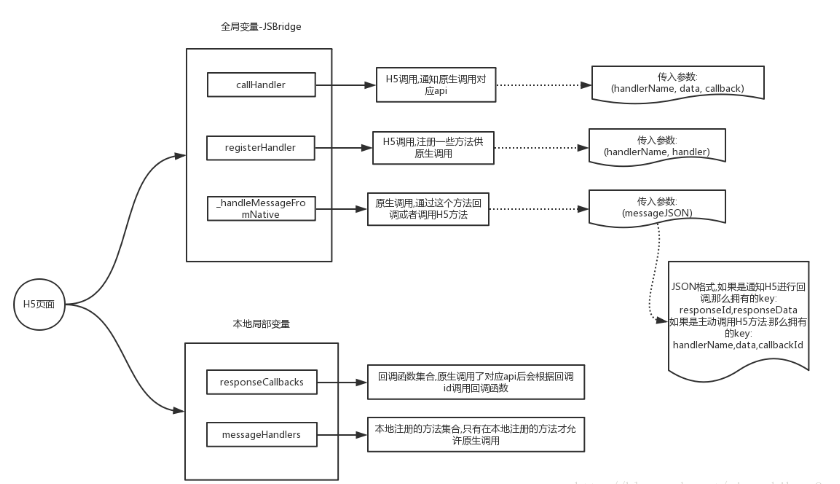 全局变量-JSBridge
callHandler
H5调用,通知原生调用对
应api
传入参数:
(handlerName, data, callback)
registerHandler
H5调用,注册一些方法供
原生调用
传入参数:
(handlerName, handler)
_handleMessageFro
mNative
原生调用,通过这个方法回
调或者调用H5方法
传入参数:
(messageJSON)
H5页面
JSON格式,如果是通知H5进行回
调,那么拥有的key:
responseId,responseData
如果是主动调用H5方法.那么拥有
的key:
handlerName,data,callbackId
本地局部变量
responseCallbacks
回调函数集合,原生调用了对应api后会根据回调
id调用回调函数
messageHandlers
本地注册的方法集合,只有在本地注册的方法才允
许原生调用